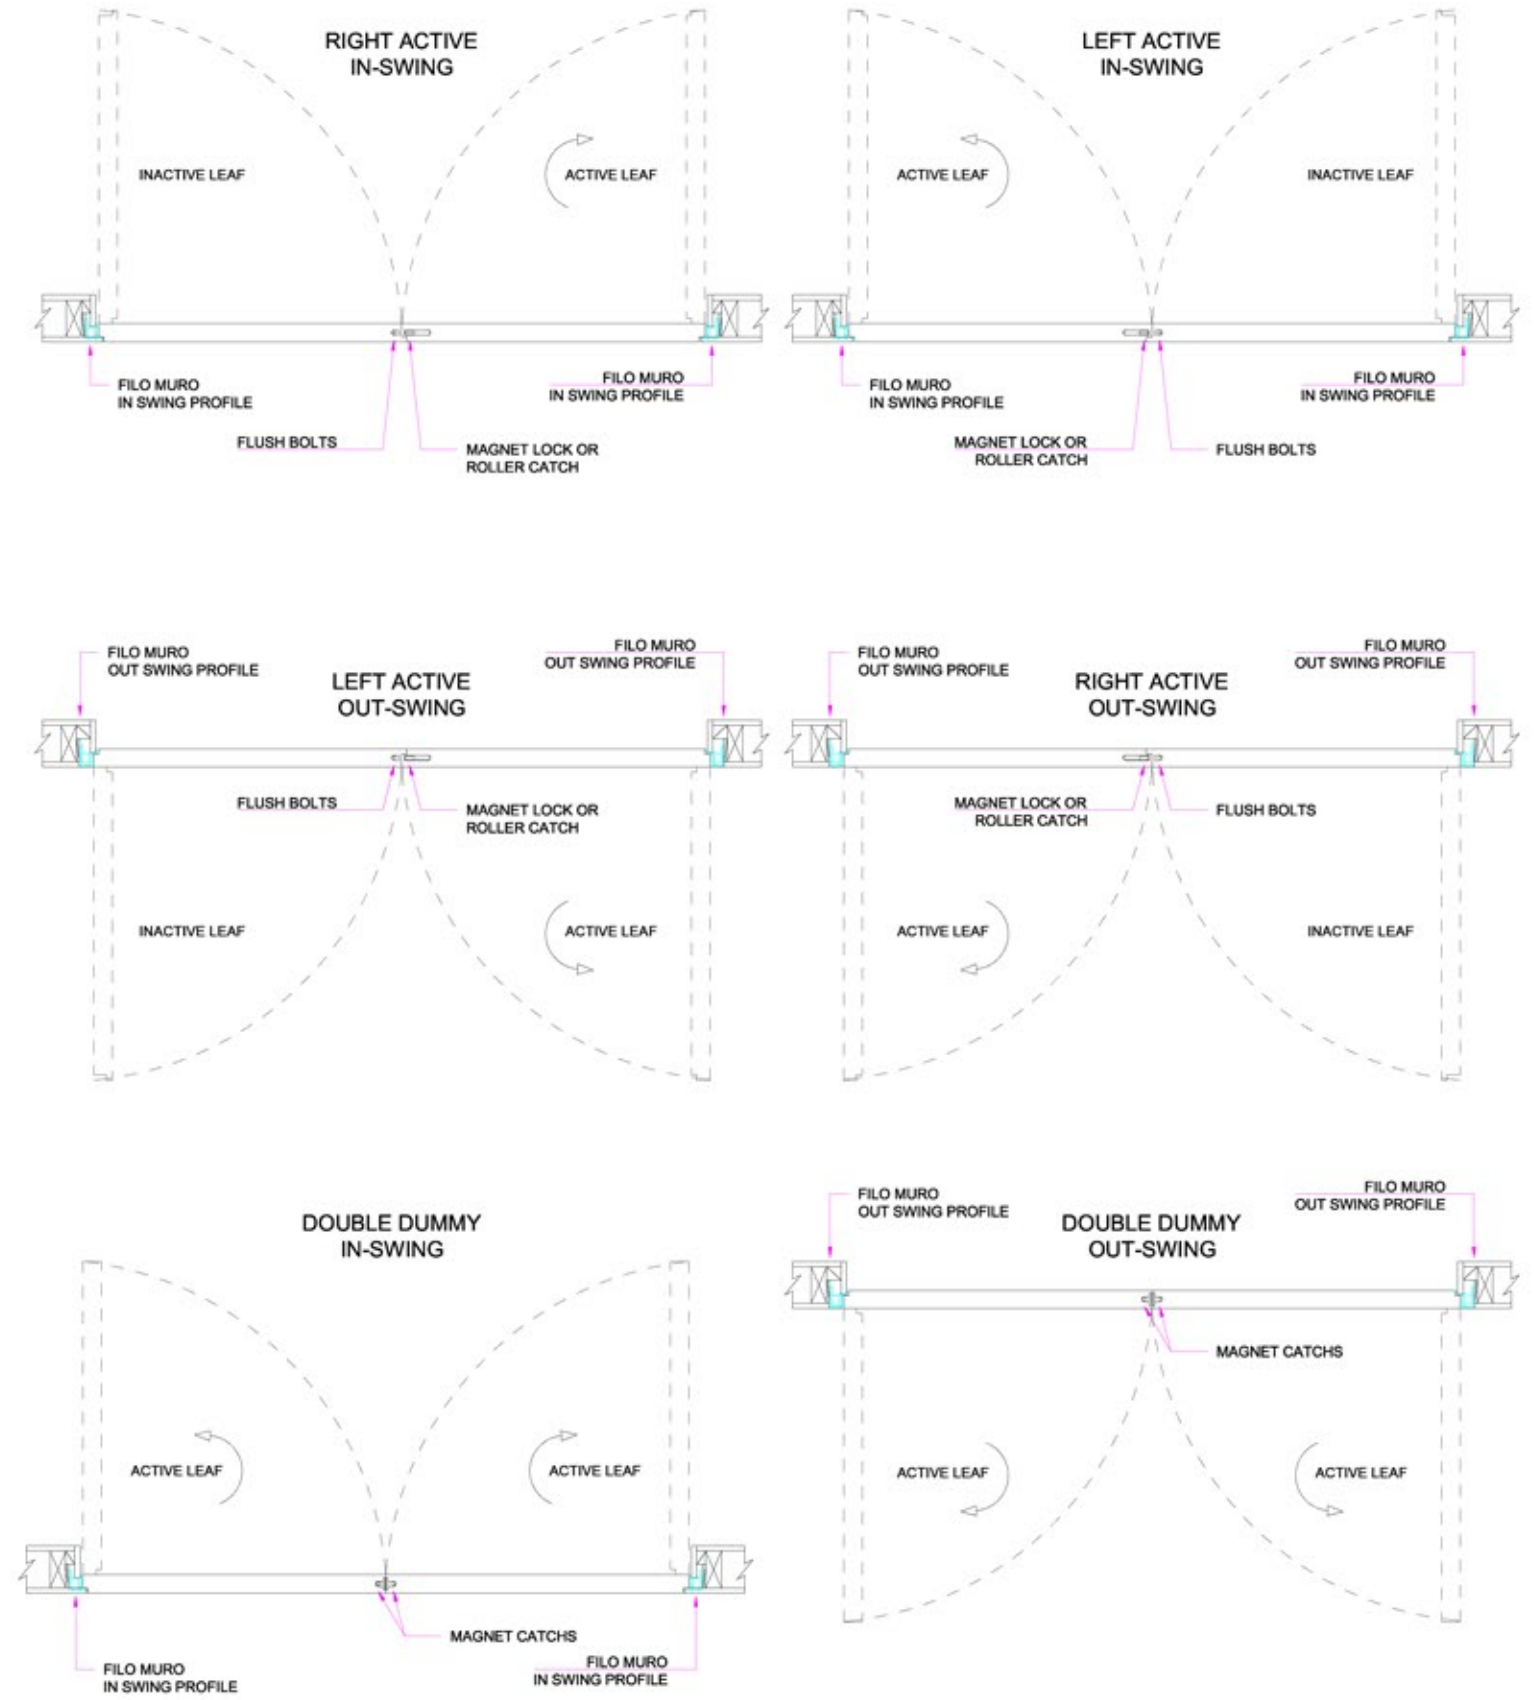 RIGHT ACTIVE
IN-SWING
INACTIVE LEAF
ACTIVE LEAF
FILO MURO
IN SWING PROFILE
FILO MURO
IN SWING PROFILE
FLUSH BOLTS
MAGNET LOCK OR
ROLLER CATCH
LEFT ACTIVE
IN-SWING
ACTIVE LEAF
INACTIVE LEAF
FILO MURO
IN SWING PROFILE
FILO MURO
IN SWING PROFILE
MAGNET LOCK OR
ROLLER CATCH
FLUSH BOLTS
FILO MURO
OUT SWING PROFILE
FILO MURO
OUT SWING PROFILE
LEFT ACTIVE
OUT-SWING
FLUSH BOLTS
MAGNET LOCK OR
ROLLER CATCH
INACTIVE LEAF
ACTIVE LEAF
FILO MURO
OUT SWING PROFILE
FILO MURO
OUT SWING PROFILE
RIGHT ACTIVE
OUT-SWING
MAGNET LOCK OR
ROLLER CATCH
FLUSH BOLTS
ACTIVE LEAF
INACTIVE LEAF
DOUBLE DUMMY
IN-SWING
ACTIVE LEAF
ACTIVE LEAF
MAGNET CATCHS
FILO MURO
IN SWING PROFILE
FILO MURO
IN SWING PROFILE
FILO MURO
OUT SWING PROFILE
FILO MURO
OUT SWING PROFILE
DOUBLE DUMMY
OUT-SWING
MAGNET CATCHS
ACTIVE LEAF
ACTIVE LEAF